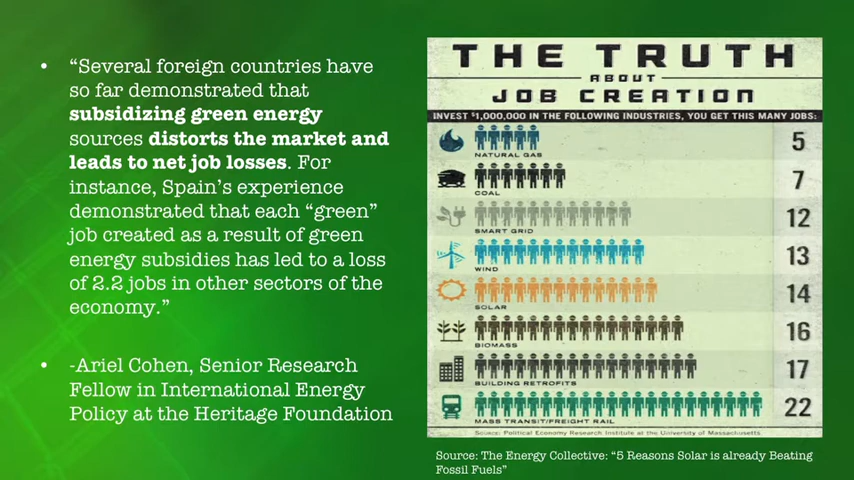 • “Several foreign countries have
so far demonstrated that
subsidizing green energy
sources distorts the market and
leads to net job losses. For
instance, Spain’s experience
demonstrated that each “green”
job created as a result of green
energy subsidies has led to a loss
of 2.2 jobs in other sectors of the
economy.”
• -Ariel Cohen, Senior Research
Fellow in International Energy
Policy at the Heritage Foundation
THE TRUTH
ABOUT
JOB CREATION
INVEST $1,000,000 IN THE FOLLOWING INDUSTRIES, YOU GET THIS MANY JOBS:
NATURAL GAS 5
COAL 7
SMART GRID 12
WIND 13
SOLAR 14
BIOMASS 16
BUILDING RETROFITS 17
MASS TRANSIT/FREIGHT RAIL 22
Source: Political Economy Research Institute at the University of Massachusetts
Source: The Energy Collective: “5 Reasons Solar is already Beating
Fossil Fuels”